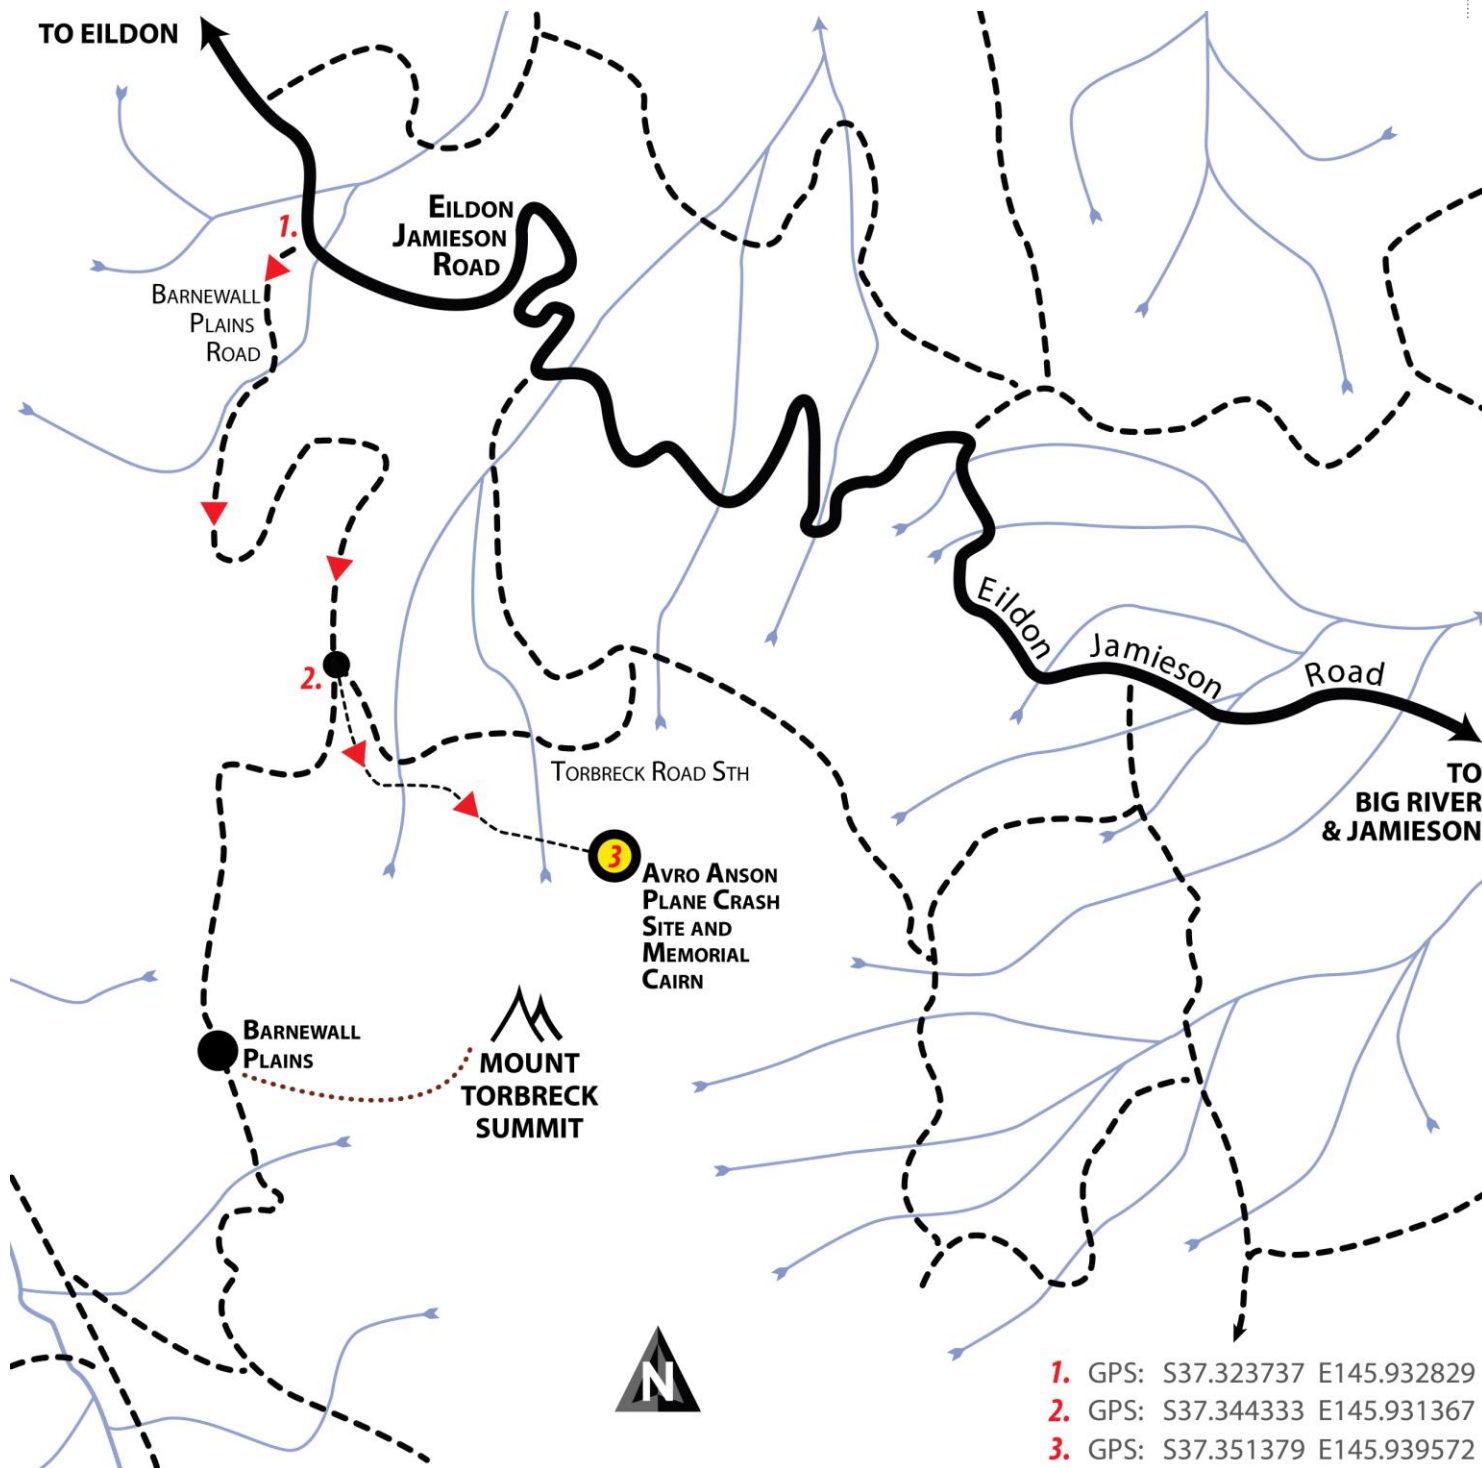 TO EILDON
1.
EILDON
JAMIESON
ROAD
BARNEWALL
PLAINS
ROAD
Eildon Jamieson Road
2.
TORBRECK ROAD STH
TO
BIG RIVER
& JAMIESON
3
AVRO ANSON
PLANE CRASH
SITE AND
MEMORIAL
CAIRN
BARNEWALL
PLAINS
MOUNT
TORBRECK
SUMMIT
N
1. GPS: S37.323737 E145.932829
2. GPS: S37.344333 E145.931367
3. GPS: S37.351379 E145.939572